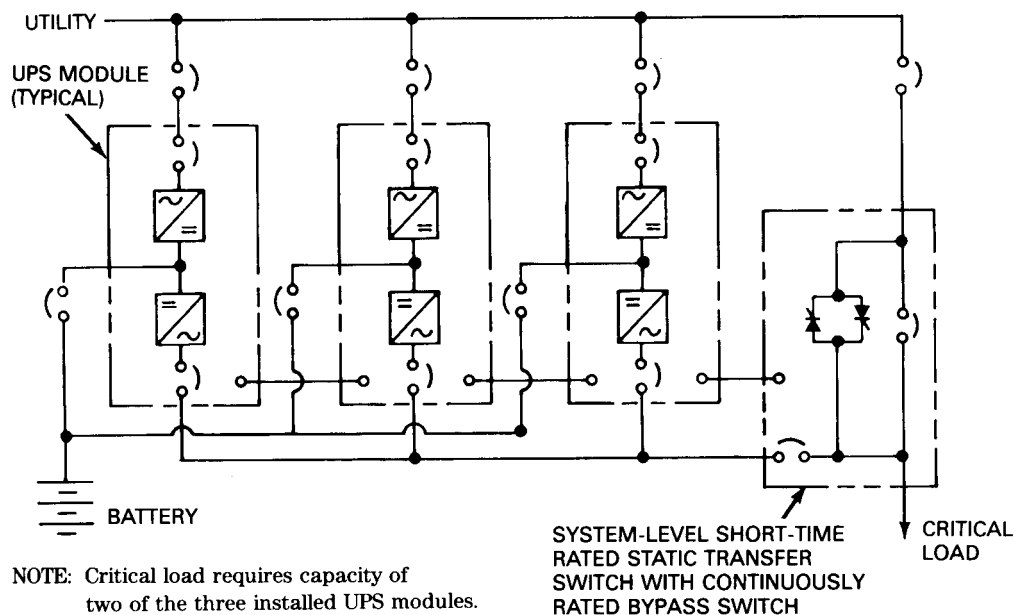 UTILITY
UPS MODULE
(TYPICAL)
BATTERY
NOTE: Critical load requires capacity of
two of the three installed UPS modules.
SYSTEM-LEVEL SHORT-TIME
RATED STATIC TRANSFER
SWITCH WITH CONTINUOUSLY
RATED BYPASS SWITCH
CRITICAL
LOAD